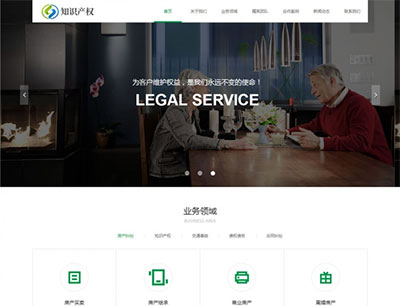 知识产权
首页 关于我们 业务领域 服务团队 合作案例 新闻动态 联系我们
为客户维护权益，是我们永远不变的使命！
LEGAL SERVICE
业务领域
房产纠纷 知识产权 交通事故 债权债务 合同纠纷
房产买卖 房产继承 商业房产 离婚房产